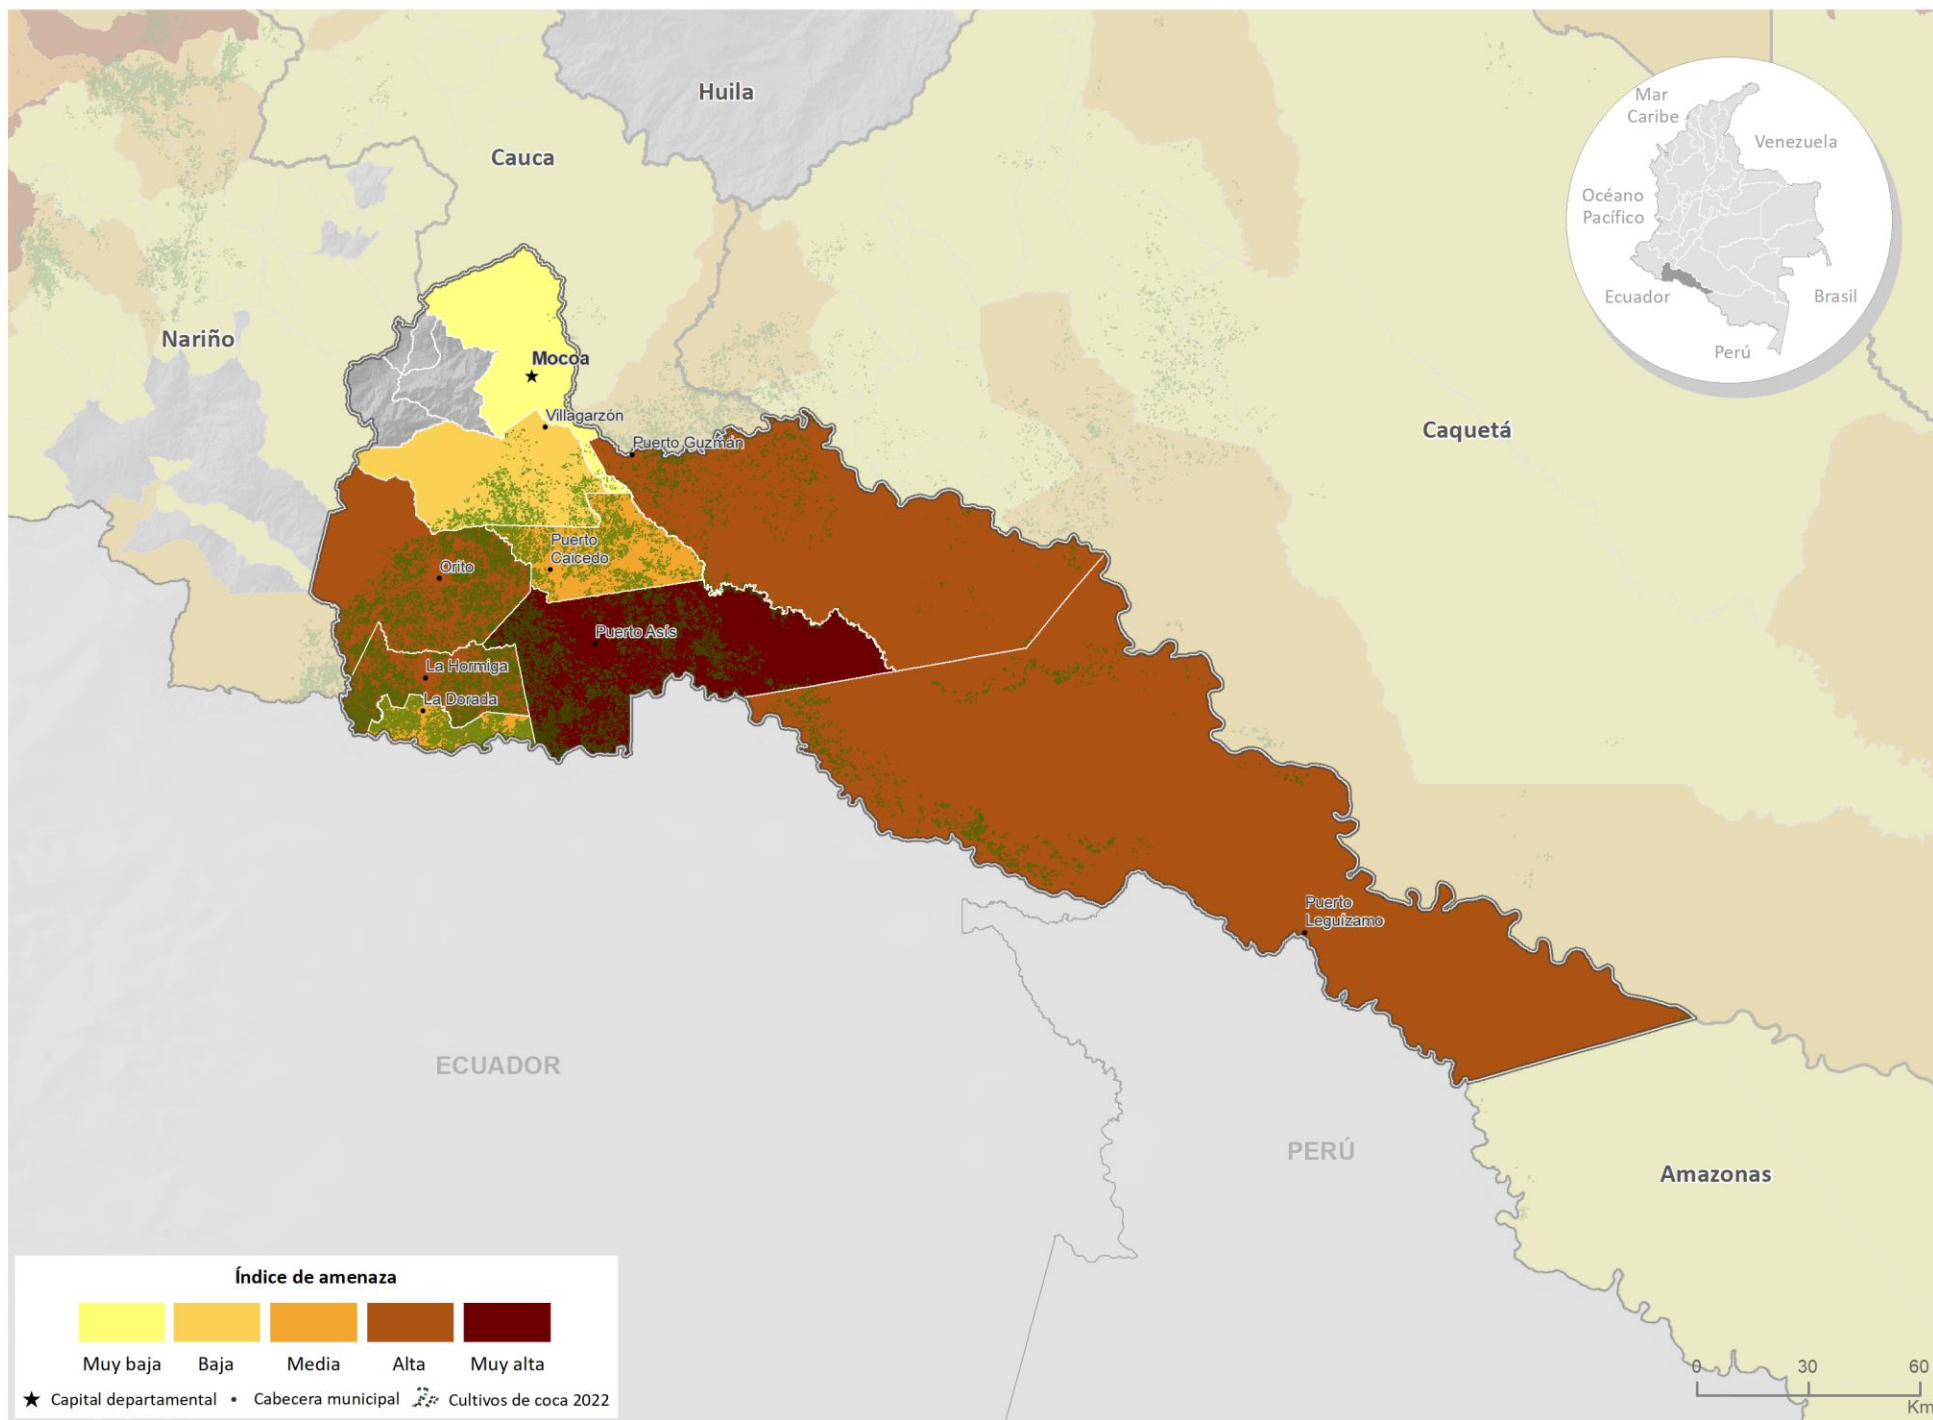 Huila
Mar
Caribe
Venezuela
Cauca
Océano
Pacífico
Ecuador
Brasil
Nariño
Perú
Mocoa
Villagarzón
Caquetá
Puerto Guzmán
Puerto
Caicedo
Orito
Puerto Asís
La Hormiga
La Dorada
Puerto
Leguízamo
ECUADOR
PERÚ
Amazonas
Índice de amenaza
Muy baja
Baja
Media
Alta
Muy alta
Capital departamental
Cabecera municipal
Cultivos de coca 2022
0 30 60
Km